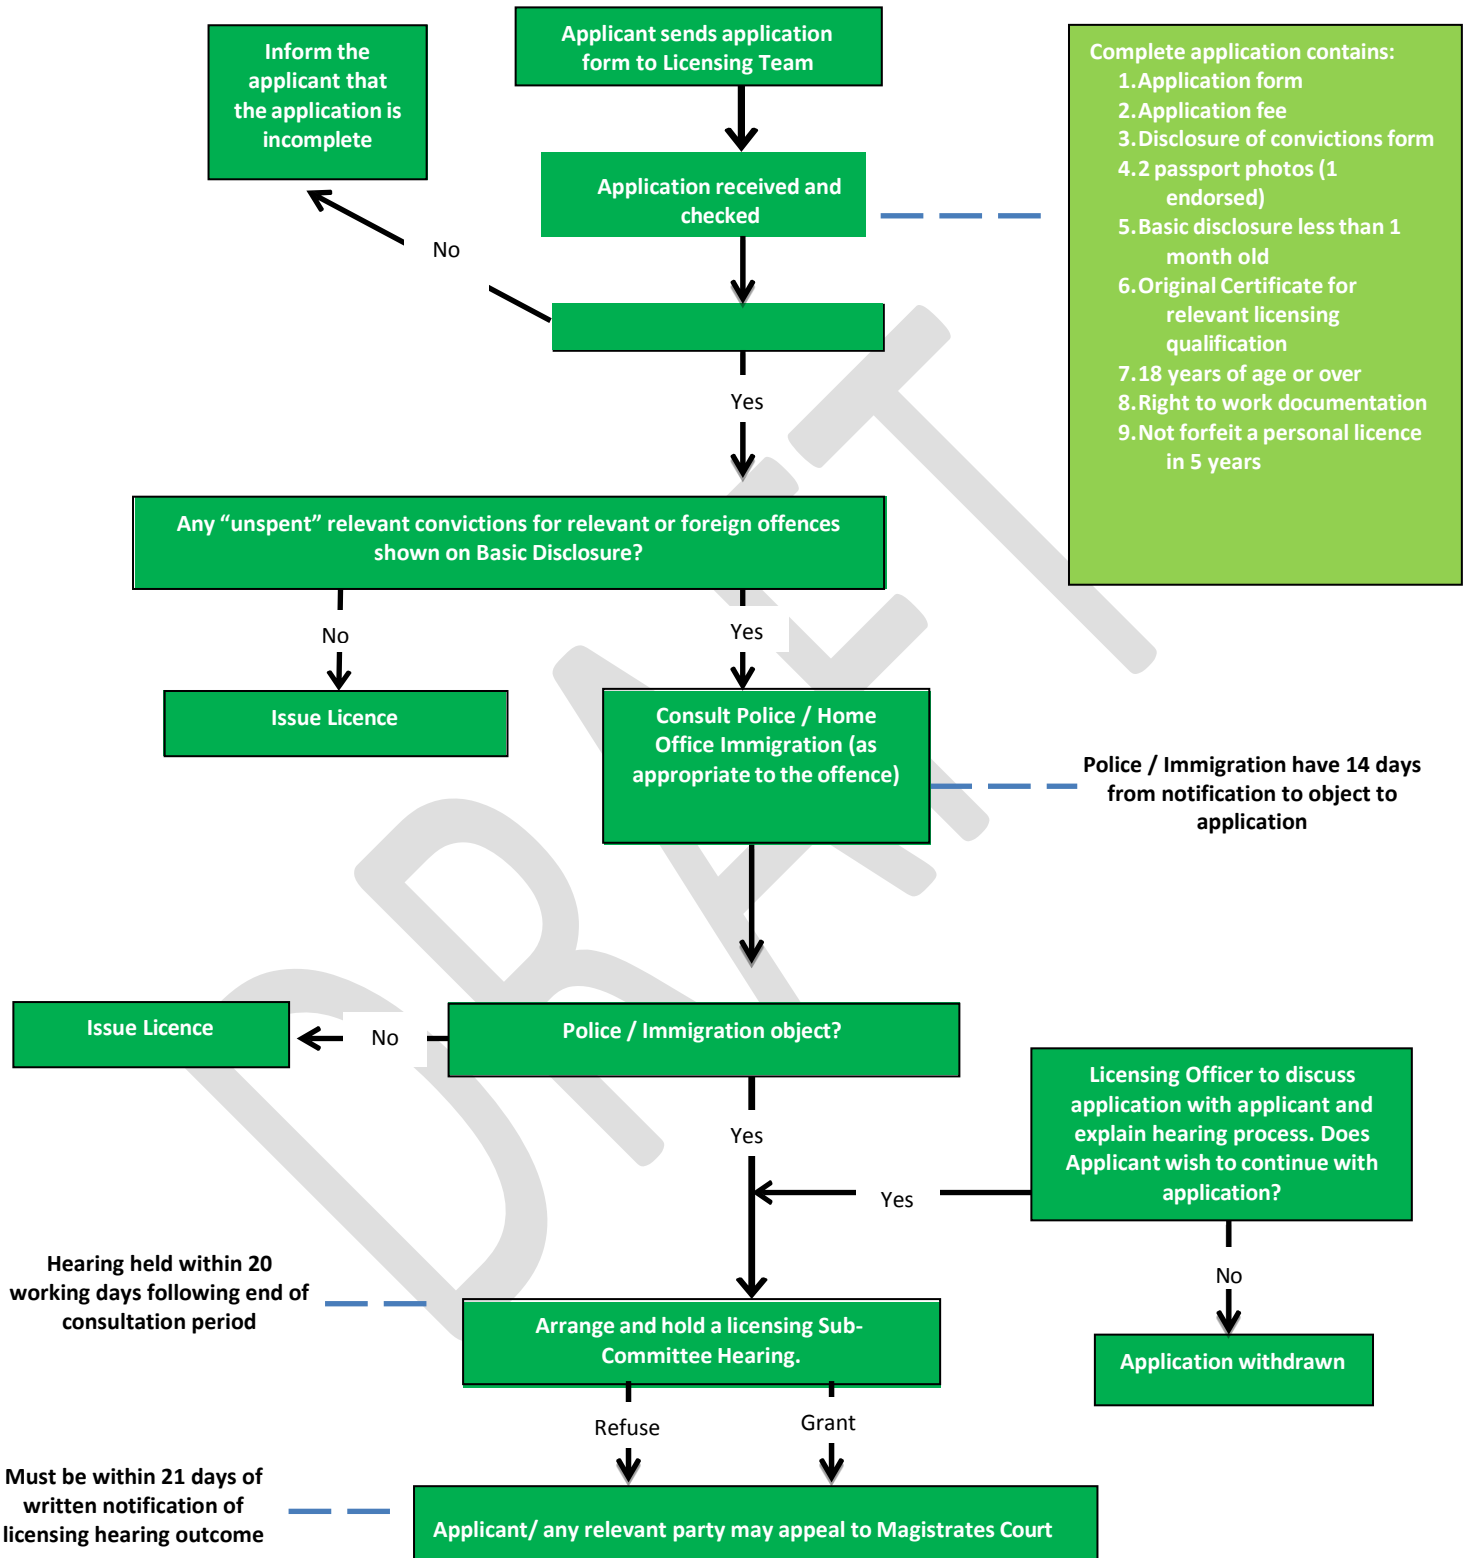 Inform the
applicant that
the application is
incomplete
Applicant sends application
form to Licensing Team
Complete application contains:
1.Application form
2.Application fee
3.Disclosure of convictions form
4.2 passport photos (1
endorsed)
5.Basic disclosure less than 1
month old
6.Original Certificate for
relevant licensing
qualification
7.18 years of age or over
8.Right to work documentation
9.Not forfeit a personal licence
in 5 years
Application received and
checked
No
Yes
Any “unspent” relevant convictions for relevant or foreign offences
shown on Basic Disclosure?
No
Yes
Issue Licence
Consult Police / Home
Office Immigration (as
appropriate to the offence)
Police / Immigration have 14 days
from notification to object to
application
Issue Licence
No
Police / Immigration object?
Yes
Licensing Officer to discuss
application with applicant and
explain hearing process. Does
Applicant wish to continue with
application?
Yes
No
Application withdrawn
Hearing held within 20
working days following end of
consultation period
Arrange and hold a licensing Sub-
Committee Hearing.
Refuse
Grant
Must be within 21 days of
written notification of
licensing hearing outcome
Applicant/ any relevant party may appeal to Magistrates Court
DRAFT